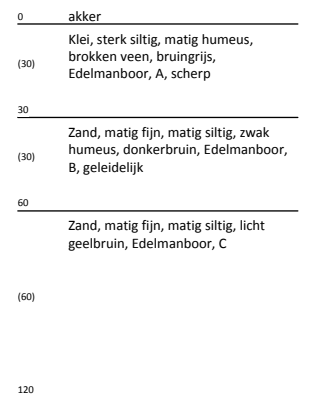 0 akker
Klei, sterk siltig, matig humeus,
brokken veen, bruingrijs,
(30)
Edelmanboor, A, scherp
30
Zand, matig fijn, matig siltig, zwak
humeus, donkerbruin, Edelmanboor,
(30)
B, geleidelijk
60
Zand, matig fijn, matig siltig, licht
geelbruin, Edelmanboor, C
(60)
120